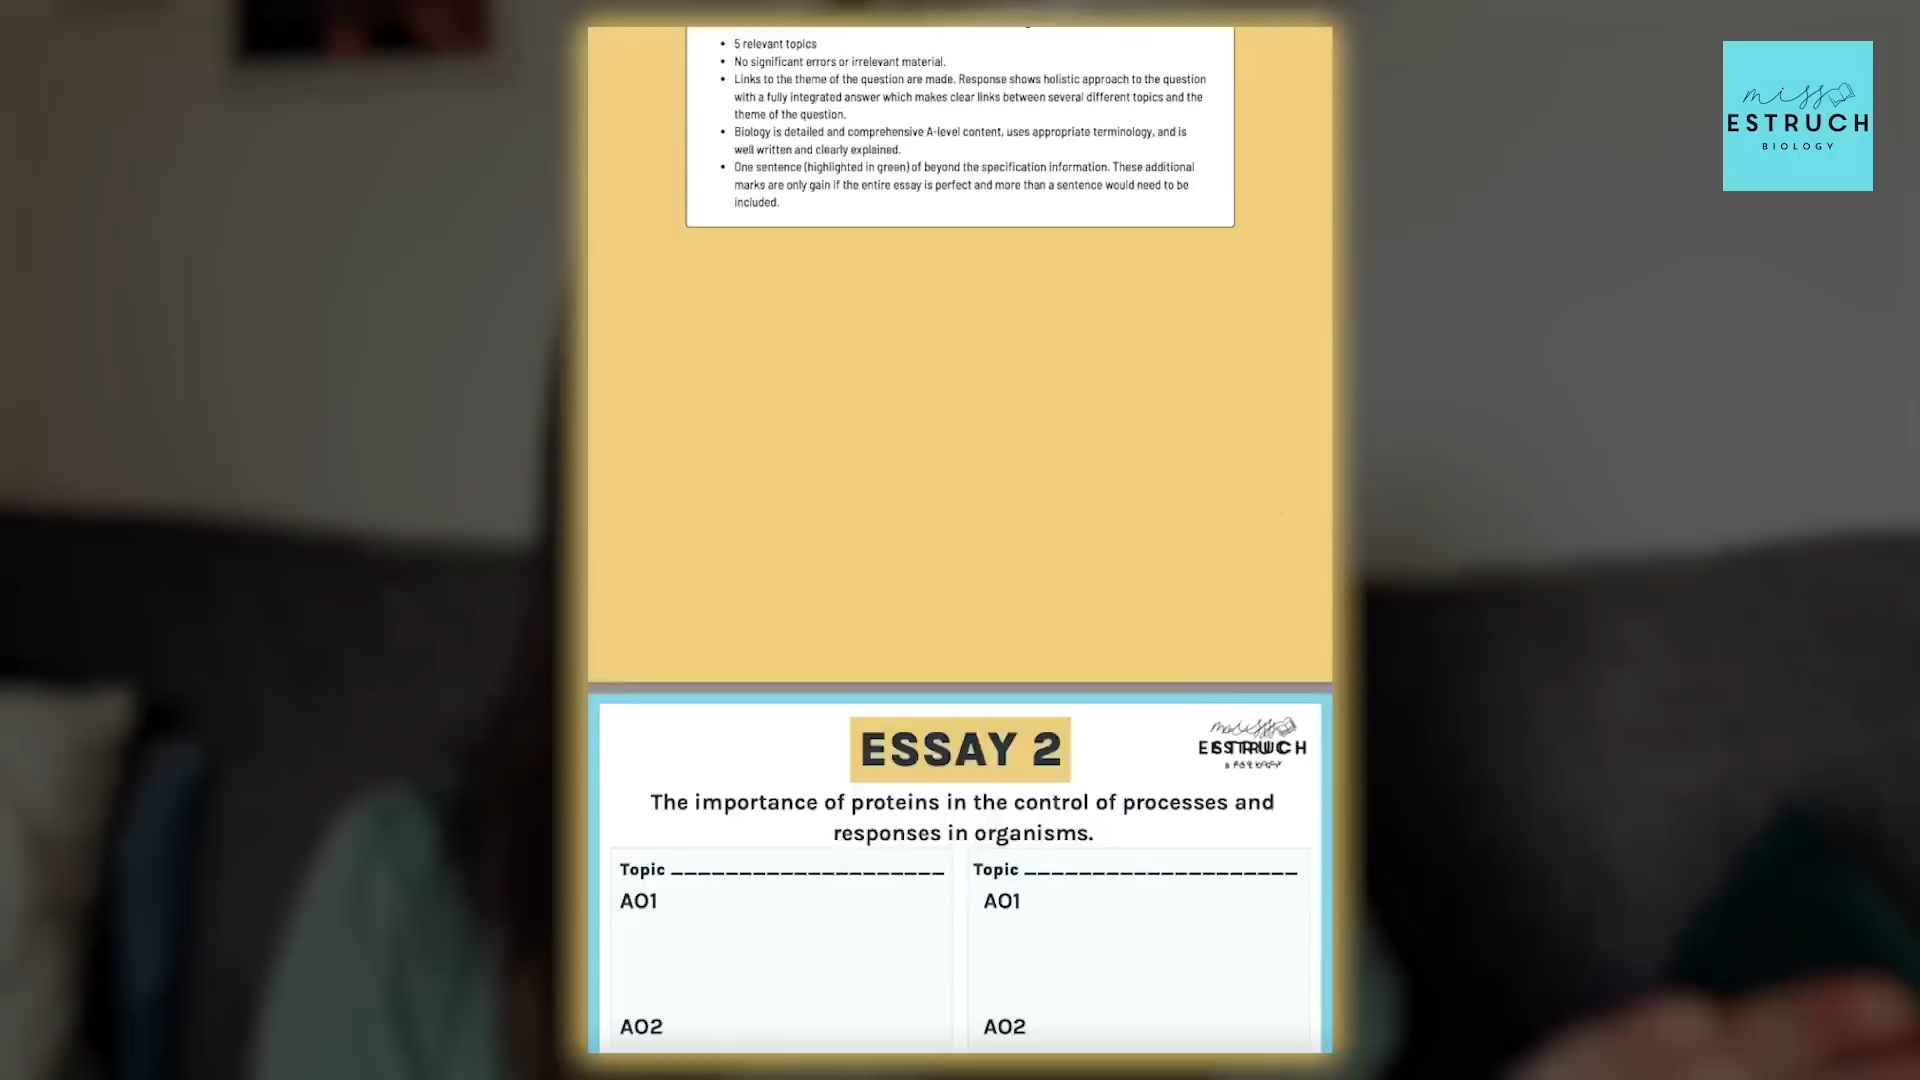 5 relevant topics
No significant errors or irrelevant material.
Links to the theme of the question are made. Response shows holistic approach to the question
with a fully integrated answer which makes clear links between several different topics and the
theme of the question.
Biology is detailed and comprehensive A-level content, uses appropriate terminology, and is
well written and clearly explained.
One sentence (highlighted in green) of beyond the specification information. These additional
marks are only gain if the entire essay is perfect and more than a sentence would need to be
included.
miss
ESTRUCH
BIOLOGY
ESSAY 2
The importance of proteins in the control of processes and
responses in organisms.
Topic ____________________
AO1
AO2
Topic ____________________
AO1
AO2